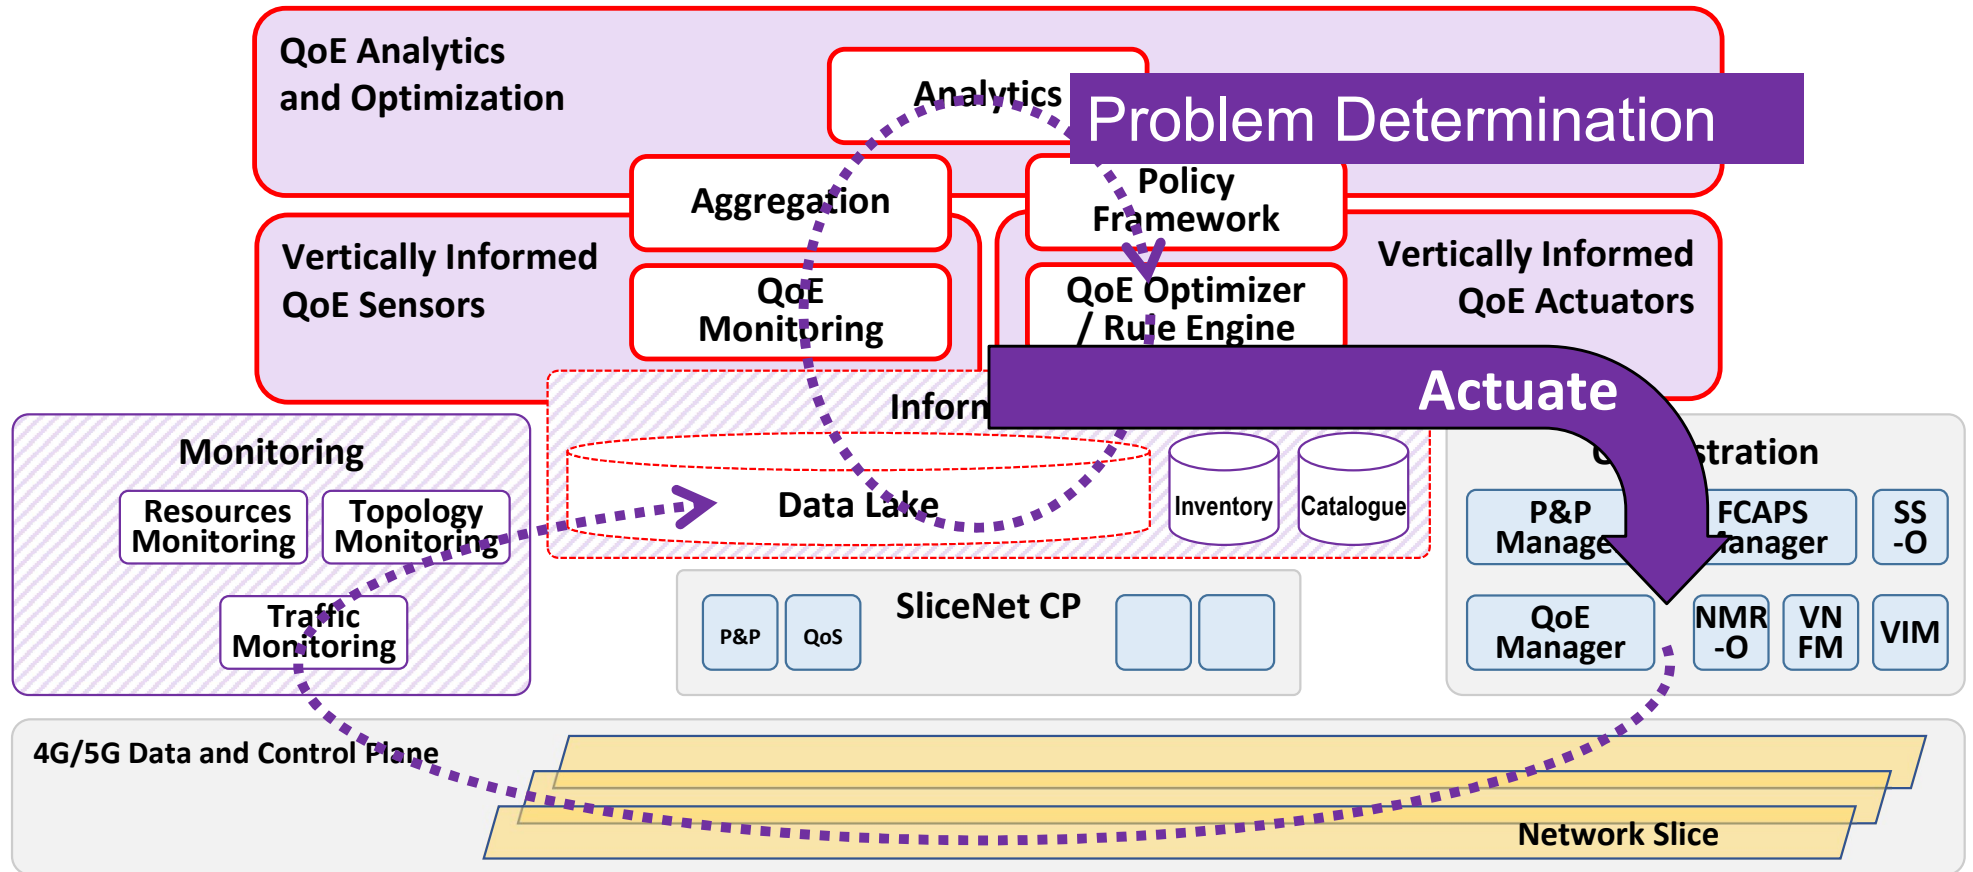 QoE Analytics
and Optimization
Analytics
Problem Determination
Aggregation
Policy
Framework
Vertically Informed
QoE Sensors
QoE
Monitoring
QoE Optimizer
/ Rule Engine
Vertically Informed
QoE Actuators
Actuate
Inform
Monitoring
Resources
Monitoring
Topology
Monitoring
Traffic
Monitoring
Data Lake
Inventory
Catalogue
stration
P&P
Manage
FCAPS
anager
SS
-O
QoE
Manager
NMR
-O
VN
FM
VIM
SliceNet CP
P&P
QoS
4G/5G Data and Control Plane
Network Slice